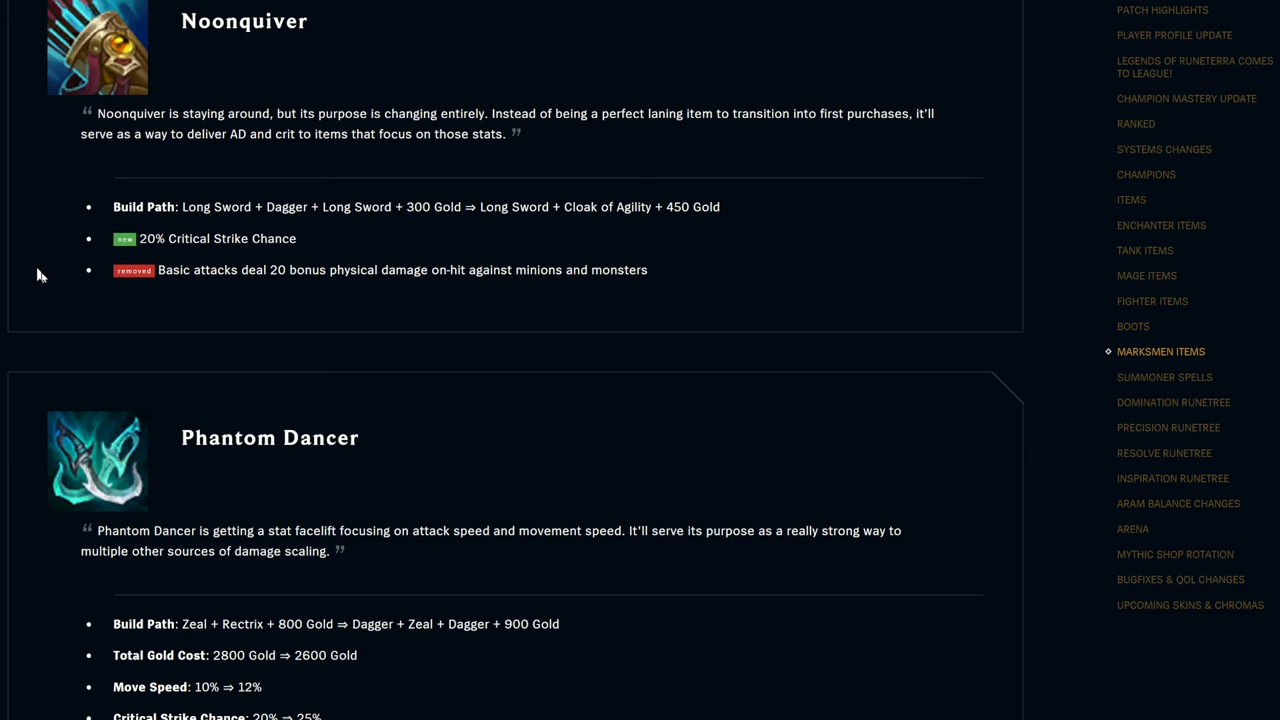 Noonquiver
“ Noonquiver is staying around, but its purpose is changing entirely. Instead of being a perfect laning item to transition into first purchases, it’ll
serve as a way to deliver AD and crit to items that focus on those stats. ”
• Build Path: Long Sword + Dagger + Long Sword + 300 Gold ⇒ Long Sword + Cloak of Agility + 450 Gold
• new 20% Critical Strike Chance
• removed Basic attacks deal 20 bonus physical damage on-hit against minions and monsters
Phantom Dancer
“ Phantom Dancer is getting a stat facelift focusing on attack speed and movement speed. It'll serve its purpose as a really strong way to
multiple other sources of damage scaling. ”
• Build Path: Zeal + Rectrix + 800 Gold ⇒ Dagger + Zeal + Dagger + 900 Gold
• Total Gold Cost: 2800 Gold ⇒ 2600 Gold
• Move Speed: 10% ⇒ 12%
• Critical Strike Chance: 20% ⇒ 25%
PATCH HIGHLIGHTS
PLAYER PROFILE UPDATE
LEGENDS OF RUNETERRA COMES
TO LEAGUE!
CHAMPION MASTERY UPDATE
RANKED
SYSTEMS CHANGES
CHAMPIONS
ITEMS
ENCHANTER ITEMS
TANK ITEMS
MAGE ITEMS
FIGHTER ITEMS
BOOTS
MARKSMEN ITEMS
SUMMONER SPELLS
DOMINATION RUNETREE
PRECISION RUNETREE
RESOLVE RUNETREE
INSPIRATION RUNETREE
ARAM BALANCE CHANGES
ARENA
MYTHIC SHOP ROTATION
BUGFIXES & QOL CHANGES
UPCOMING SKINS & CHROMAS